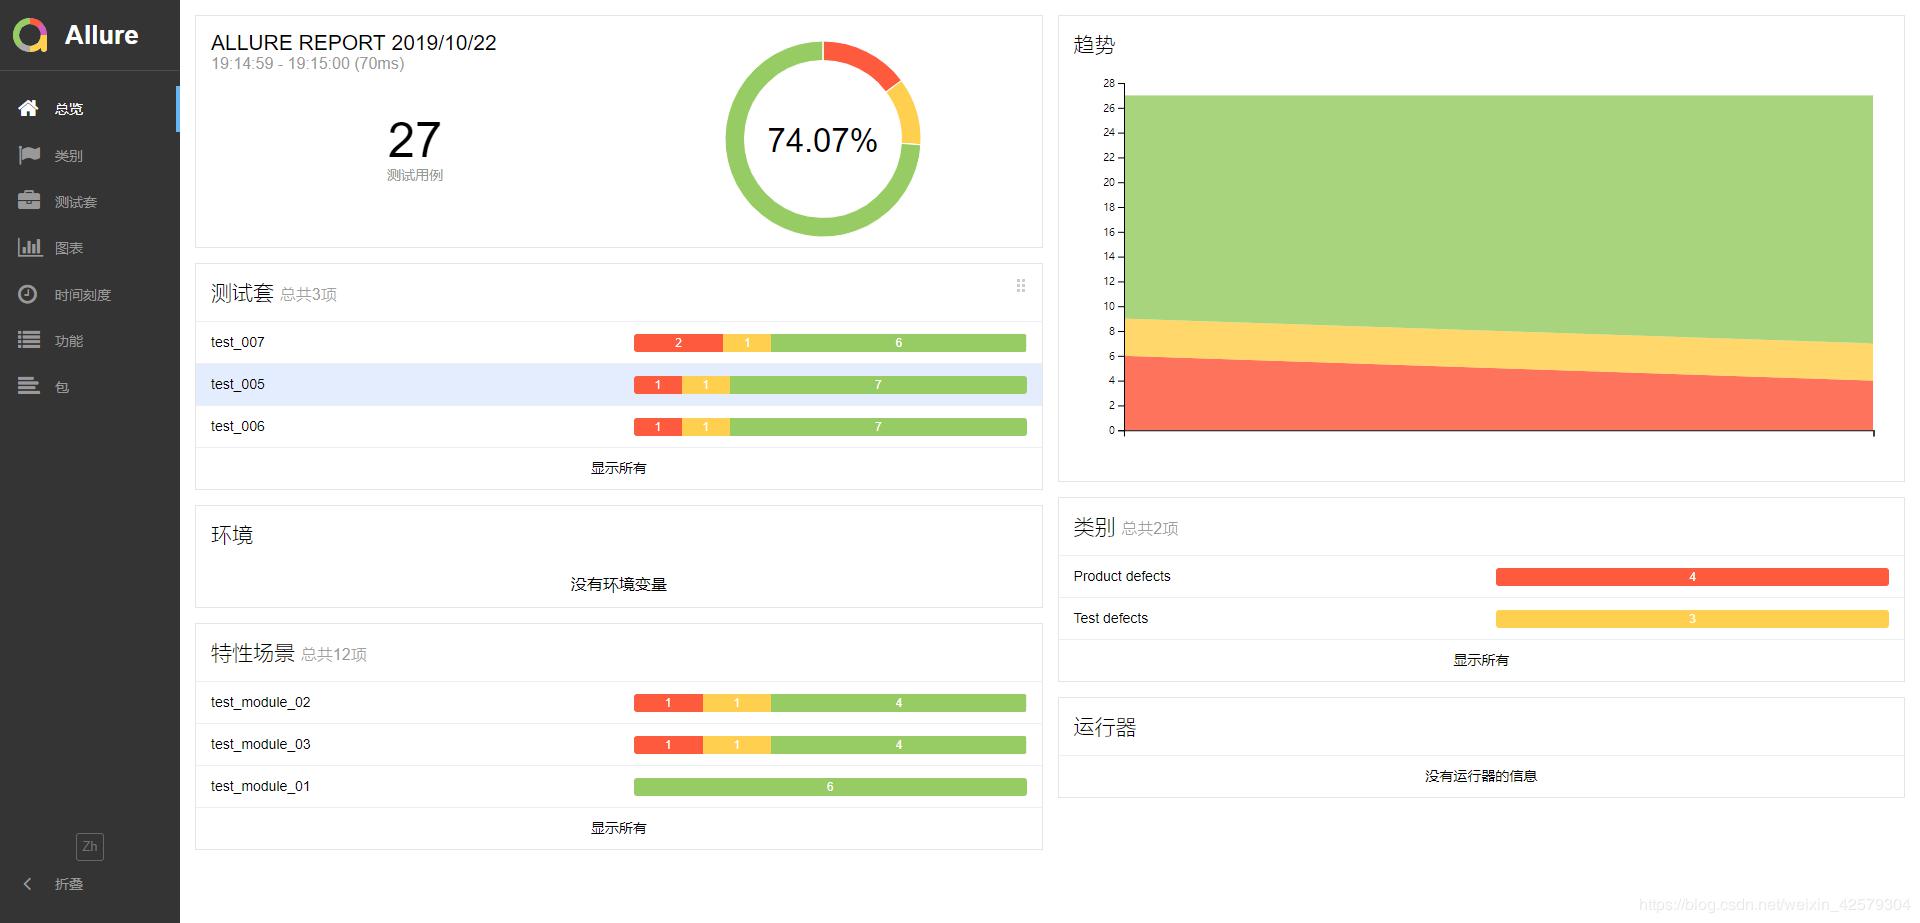 Allure
总览
类别
测试套
图表
时间刻度
功能
包
Zh
折叠
ALLURE REPORT 2019/10/22
19:14:59 - 19:15:00 (70ms)
27
测试用例
74.07%
测试套 总共3项
test_007 2 1 6
test_005 1 1 7
test_006 1 1 7
显示所有
环境
没有环境变量
特性场景 总共12项
test_module_02 1 1 4
test_module_03 1 1 4
test_module_01 6
显示所有
趋势
28
26
24
22
20
18
16
14
12
10
8
6
4
2
0
类别 总共2项
Product defects 4
Test defects 3
显示所有
运行器
没有运行器的信息
https://blog.csdn.net/weixin_42579304